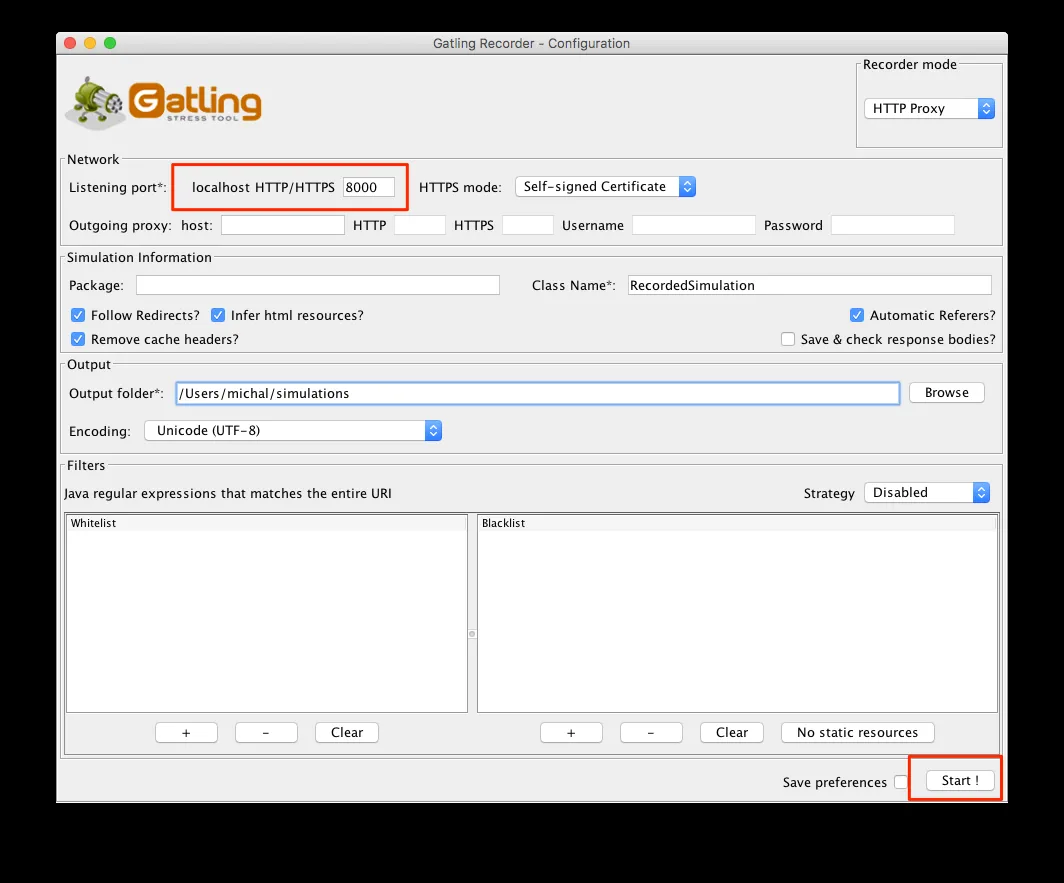 Gatling Recorder - Configuration
Gatling
STRESS TOOL
Recorder mode
HTTP Proxy
Network
Listening port*: localhost HTTP/HTTPS 8000 HTTPS mode: Self-signed Certificate
Outgoing proxy: host: HTTP HTTPS Username Password
Simulation Information
Package: Class Name*: RecordedSimulation
Follow Redirects? Infer html resources? Automatic Referers?
Remove cache headers? Save & check response bodies?
Output
Output folder*: /Users/michal/simulations Browse
Encoding: Unicode (UTF-8)
Filters
Java regular expressions that matches the entire URI Strategy Disabled
Whitelist Blacklist
+ - Clear + - Clear No static resources
Save preferences Start !